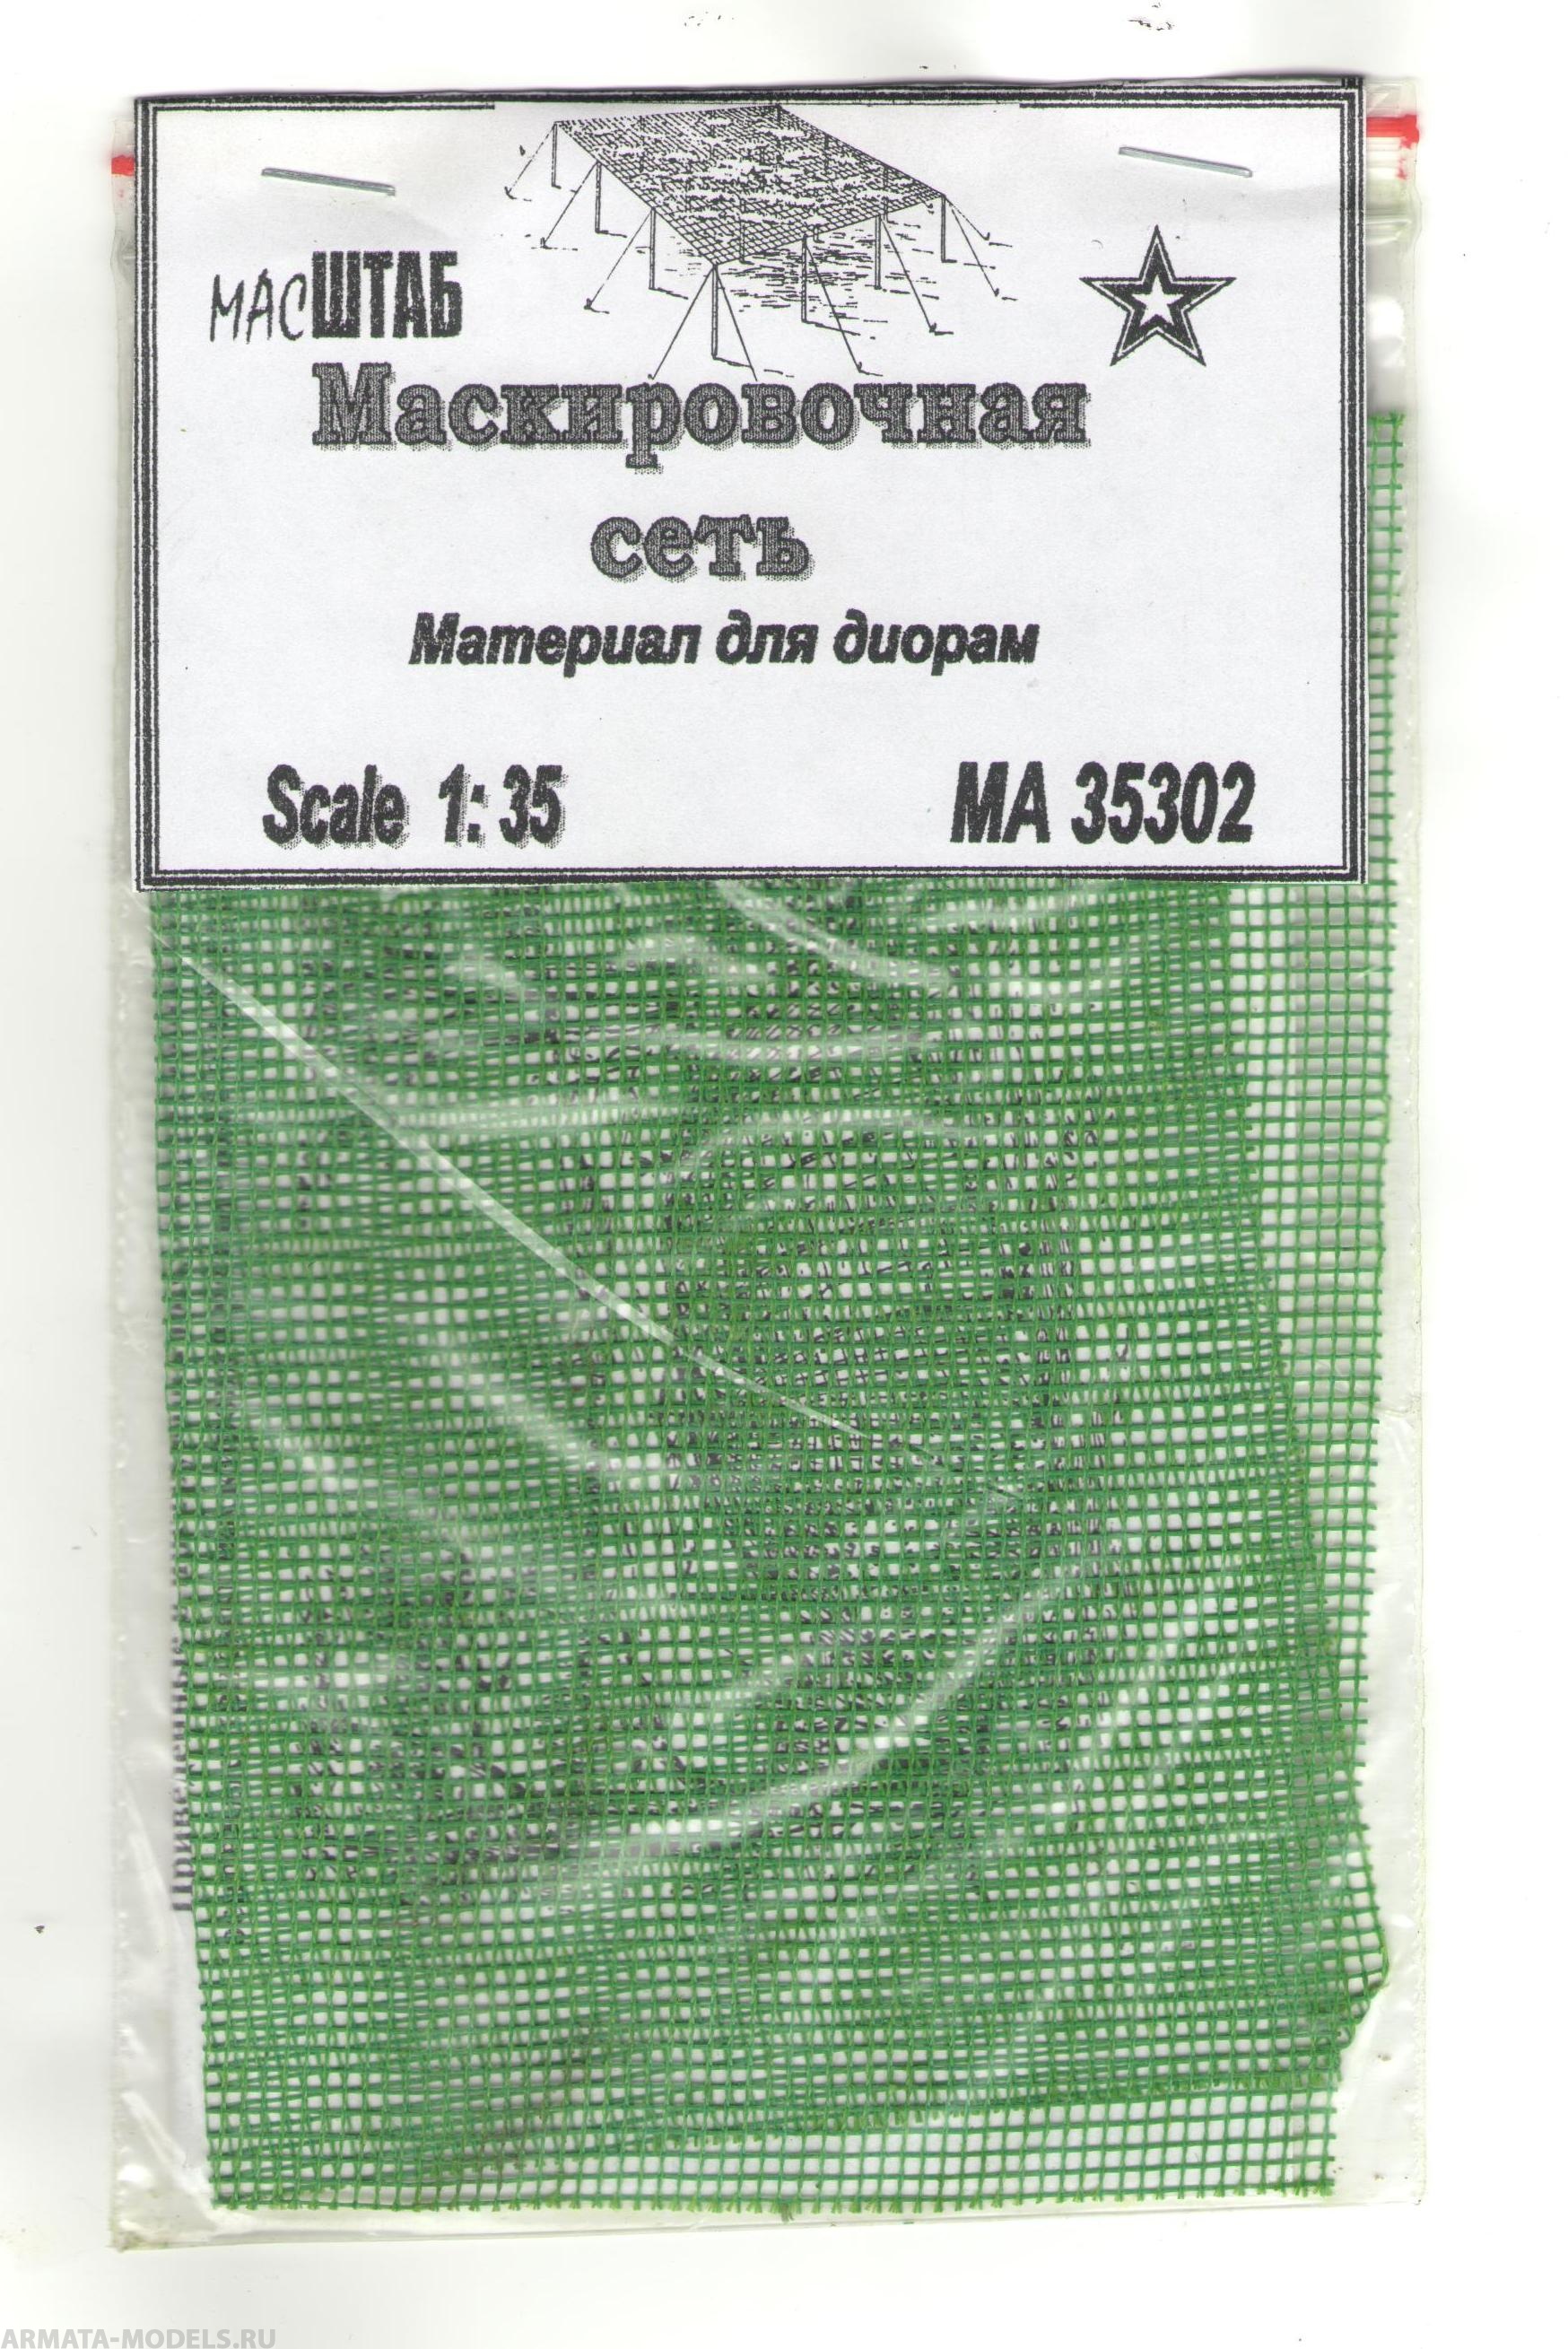 масШТАБ
Маскировочная
сеть
Материал для диорам
Scale 1:35 MA 35302
ARMATA-MODELS.RU